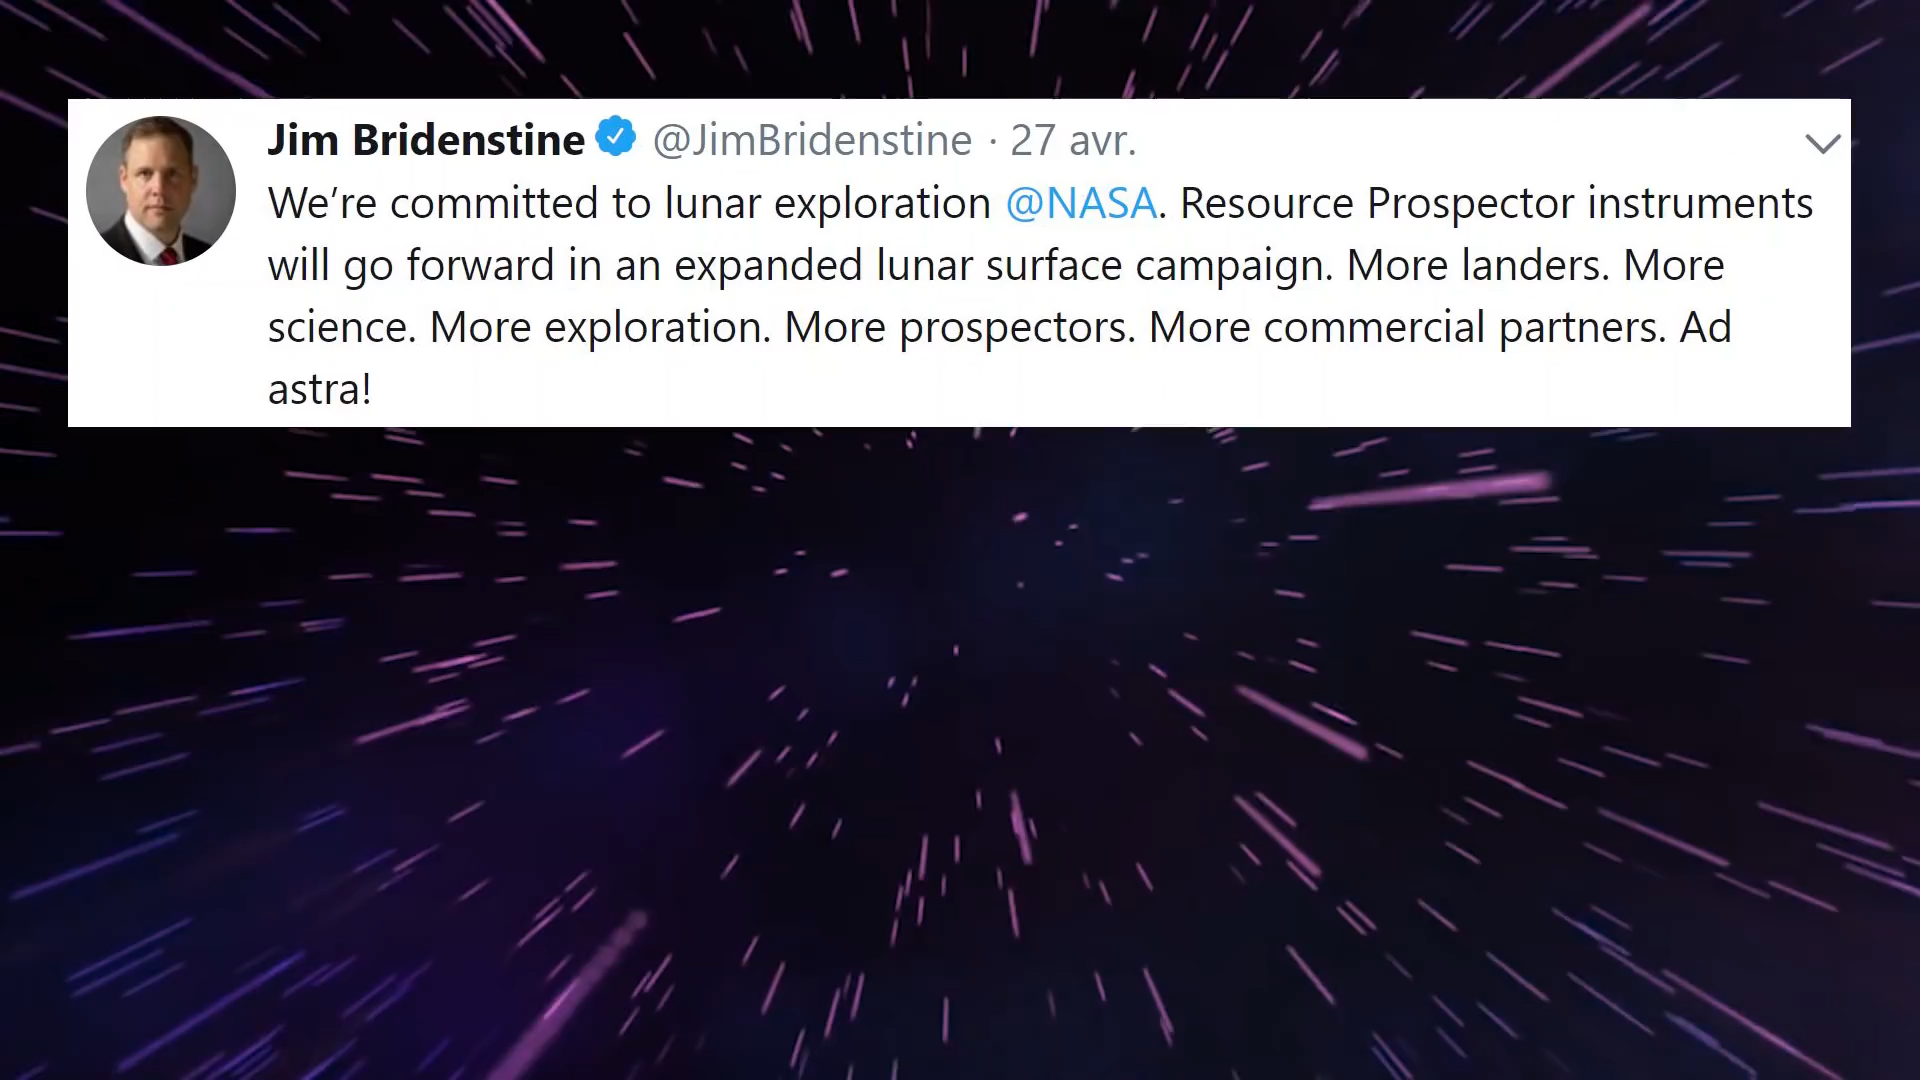 Jim Bridenstine @JimBridenstine · 27 avr.
We’re committed to lunar exploration @NASA. Resource Prospector instruments
will go forward in an expanded lunar surface campaign. More landers. More
science. More exploration. More prospectors. More commercial partners. Ad
astra!